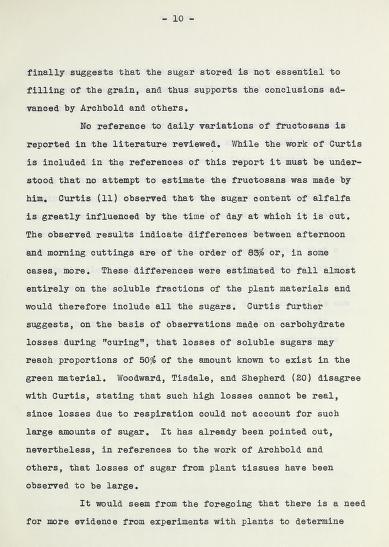 - 10 -
finally suggests that the sugar stored is not essential to
filling of the grain, and thus supports the conclusions ad-
vanced by Archbold and others.
No reference to daily variations of fructosans is
reported in the literature reviewed. While the work of Curtis
is included in the references of this report it must be under-
stood that no attempt to estimate the fructosans was made by
him. Curtis (11) observed that the sugar content of alfalfa
is greatly influenced by the time of day at which it is cut.
The observed results indicate differences between afternoon
and morning cuttings are of the order of 83% or, in some
cases, more. These differences were estimated to fall almost
entirely on the soluble fractions of the plant materials and
would therefore include all the sugars. Curtis further
suggests, on the basis of observations made on carbohydrate
losses during "curing", that losses of soluble sugars may
reach proportions of 50% of the amount known to exist in the
green material. Woodward, Tisdale, and Shepherd (20) disagree
with Curtis, stating that such high losses cannot be real,
since losses due to respiration could not account for such
large amounts of sugar. It has already been pointed out,
nevertheless, in references to the work of Archbold and
others, that losses of sugar from plant tissues have been
observed to be large.
It would seem from the foregoing that there is a need
for more evidence from experiments with plants to determine